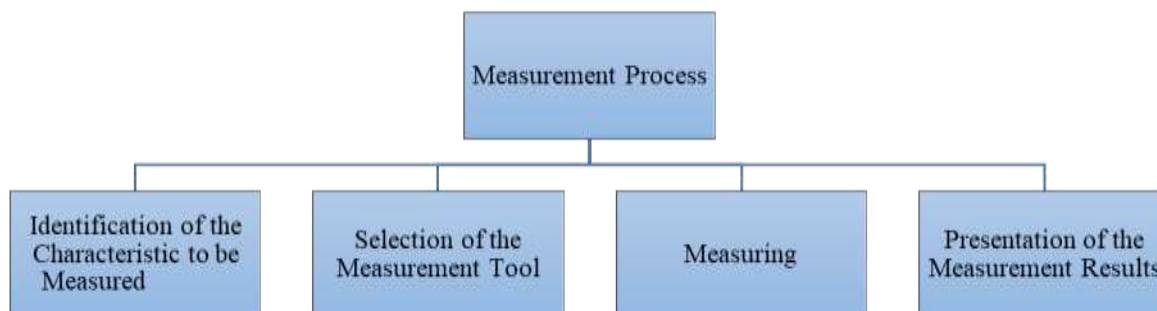 Measurement Process
Identification of the
Characteristic to be
Measured
Selection of the
Measurement Tool
Measuring
Presentation of the
Measurement Results